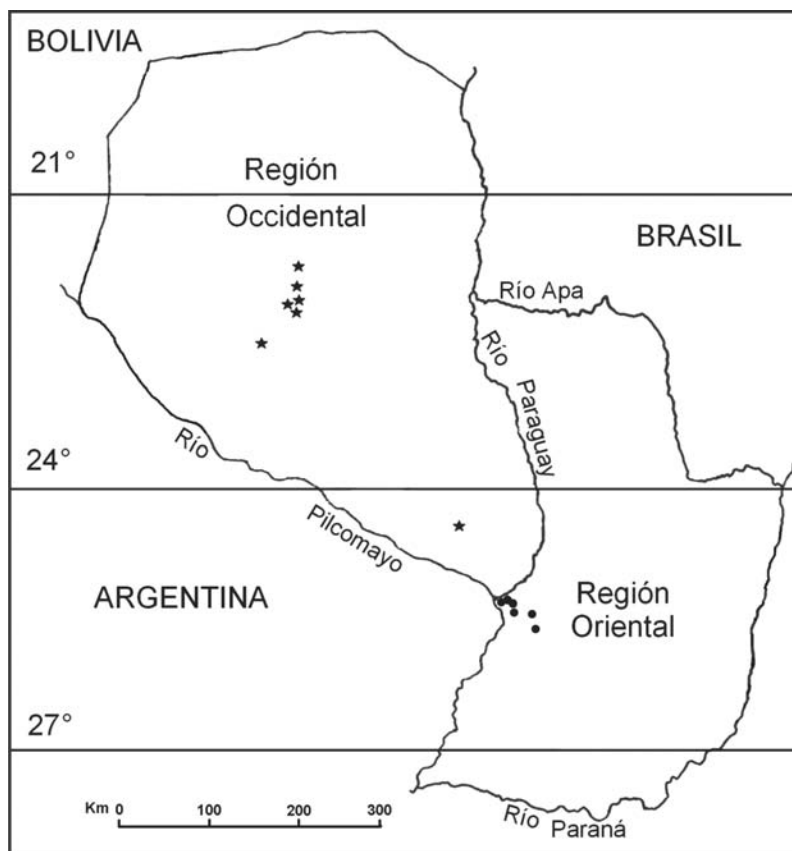 BOLIVIA
21°
Región
Occidental
BRASIL
Río Apa
Río
Paraguay
24°
Río
Pilcomayo
ARGENTINA
Región
Oriental
27°
Km 0 100 200 300
Río
Paraná